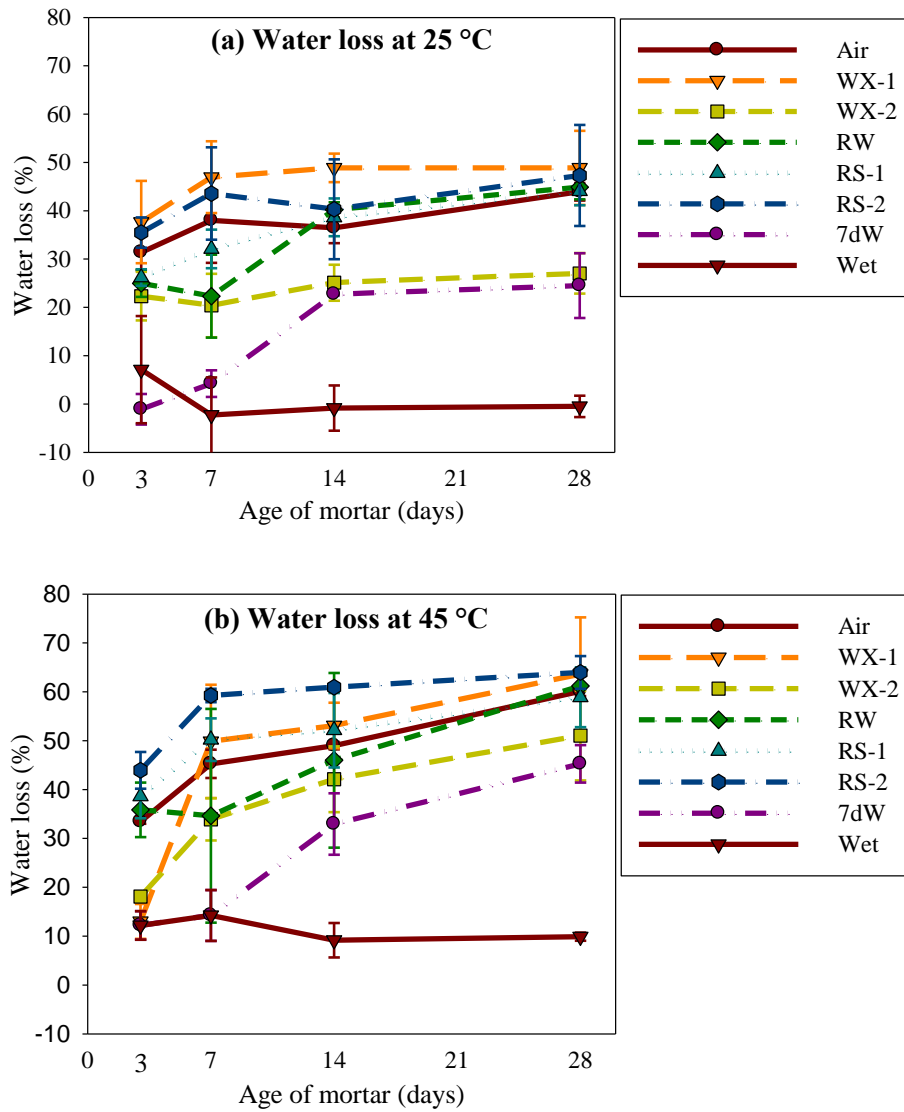 (a) Water loss at 25 °C
Water loss (%)
80
70
60
50
40
30
20
10
0
-10
0 3 7 14 21 28
Age of mortar (days)
Air
WX-1
WX-2
RW
RS-1
RS-2
7dW
Wet
(b) Water loss at 45 °C
Water loss (%)
80
70
60
50
40
30
20
10
0
-10
0 3 7 14 21 28
Age of mortar (days)
Air
WX-1
WX-2
RW
RS-1
RS-2
7dW
Wet